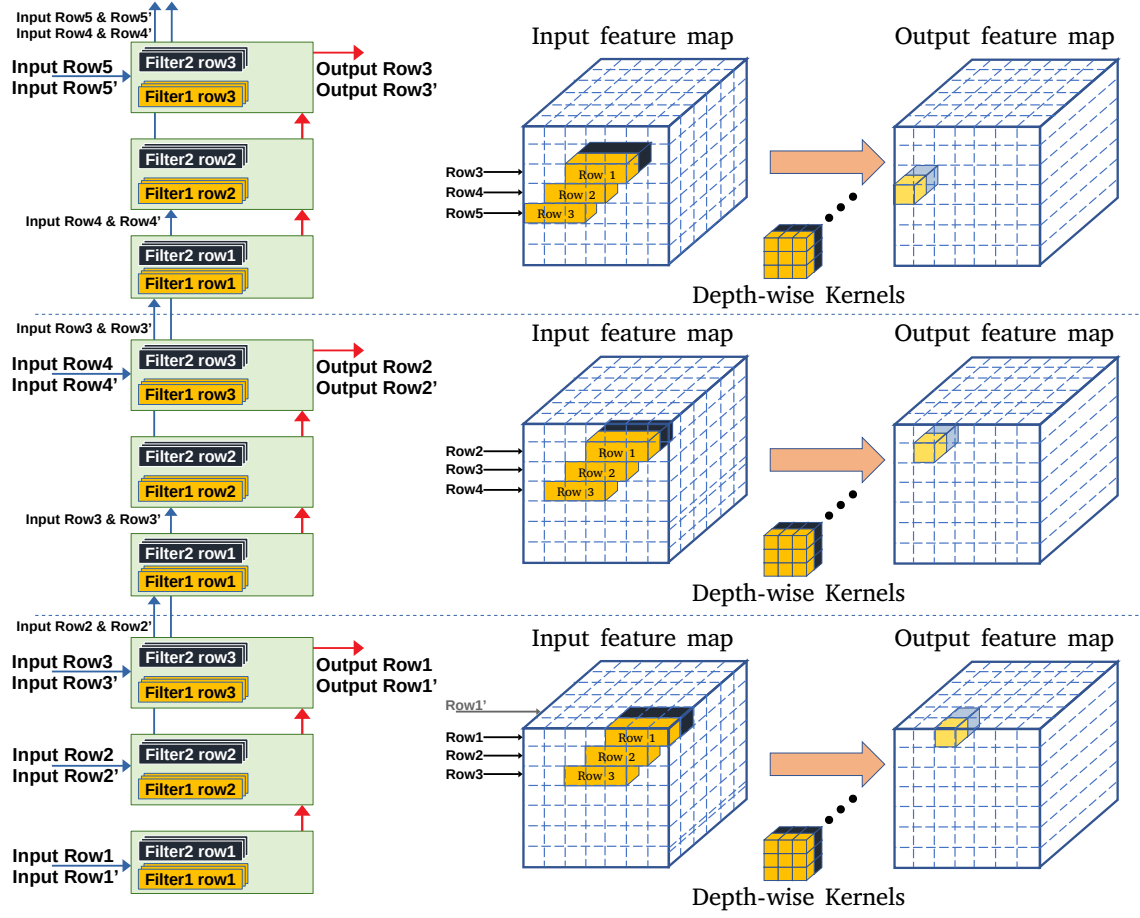 Input Row5 & Row5'
Input Row4 & Row4'
Input Row5
Input Row5'
Filter2 row3
Filter1 row3
Output Row3
Output Row3'
Filter2 row2
Filter1 row2
Input Row4 & Row4'
Filter2 row1
Filter1 row1
Input feature map
Output feature map
Row3
Row4
Row5
Row 1
Row 2
Row 3
Depth-wise Kernels
Input Row3 & Row3'
Input Row4
Input Row4'
Filter2 row3
Filter1 row3
Output Row2
Output Row2'
Filter2 row2
Filter1 row2
Input Row3 & Row3'
Filter2 row1
Filter1 row1
Input feature map
Output feature map
Row2
Row3
Row4
Row 1
Row 2
Row 3
Depth-wise Kernels
Input Row2 & Row2'
Input Row3
Input Row3'
Filter2 row3
Filter1 row3
Output Row1
Output Row1'
Input Row2
Input Row2'
Filter2 row2
Filter1 row2
Input Row1
Input Row1'
Filter2 row1
Filter1 row1
Input feature map
Output feature map
Row1'
Row1
Row2
Row3
Row 1
Row 2
Row 3
Depth-wise Kernels